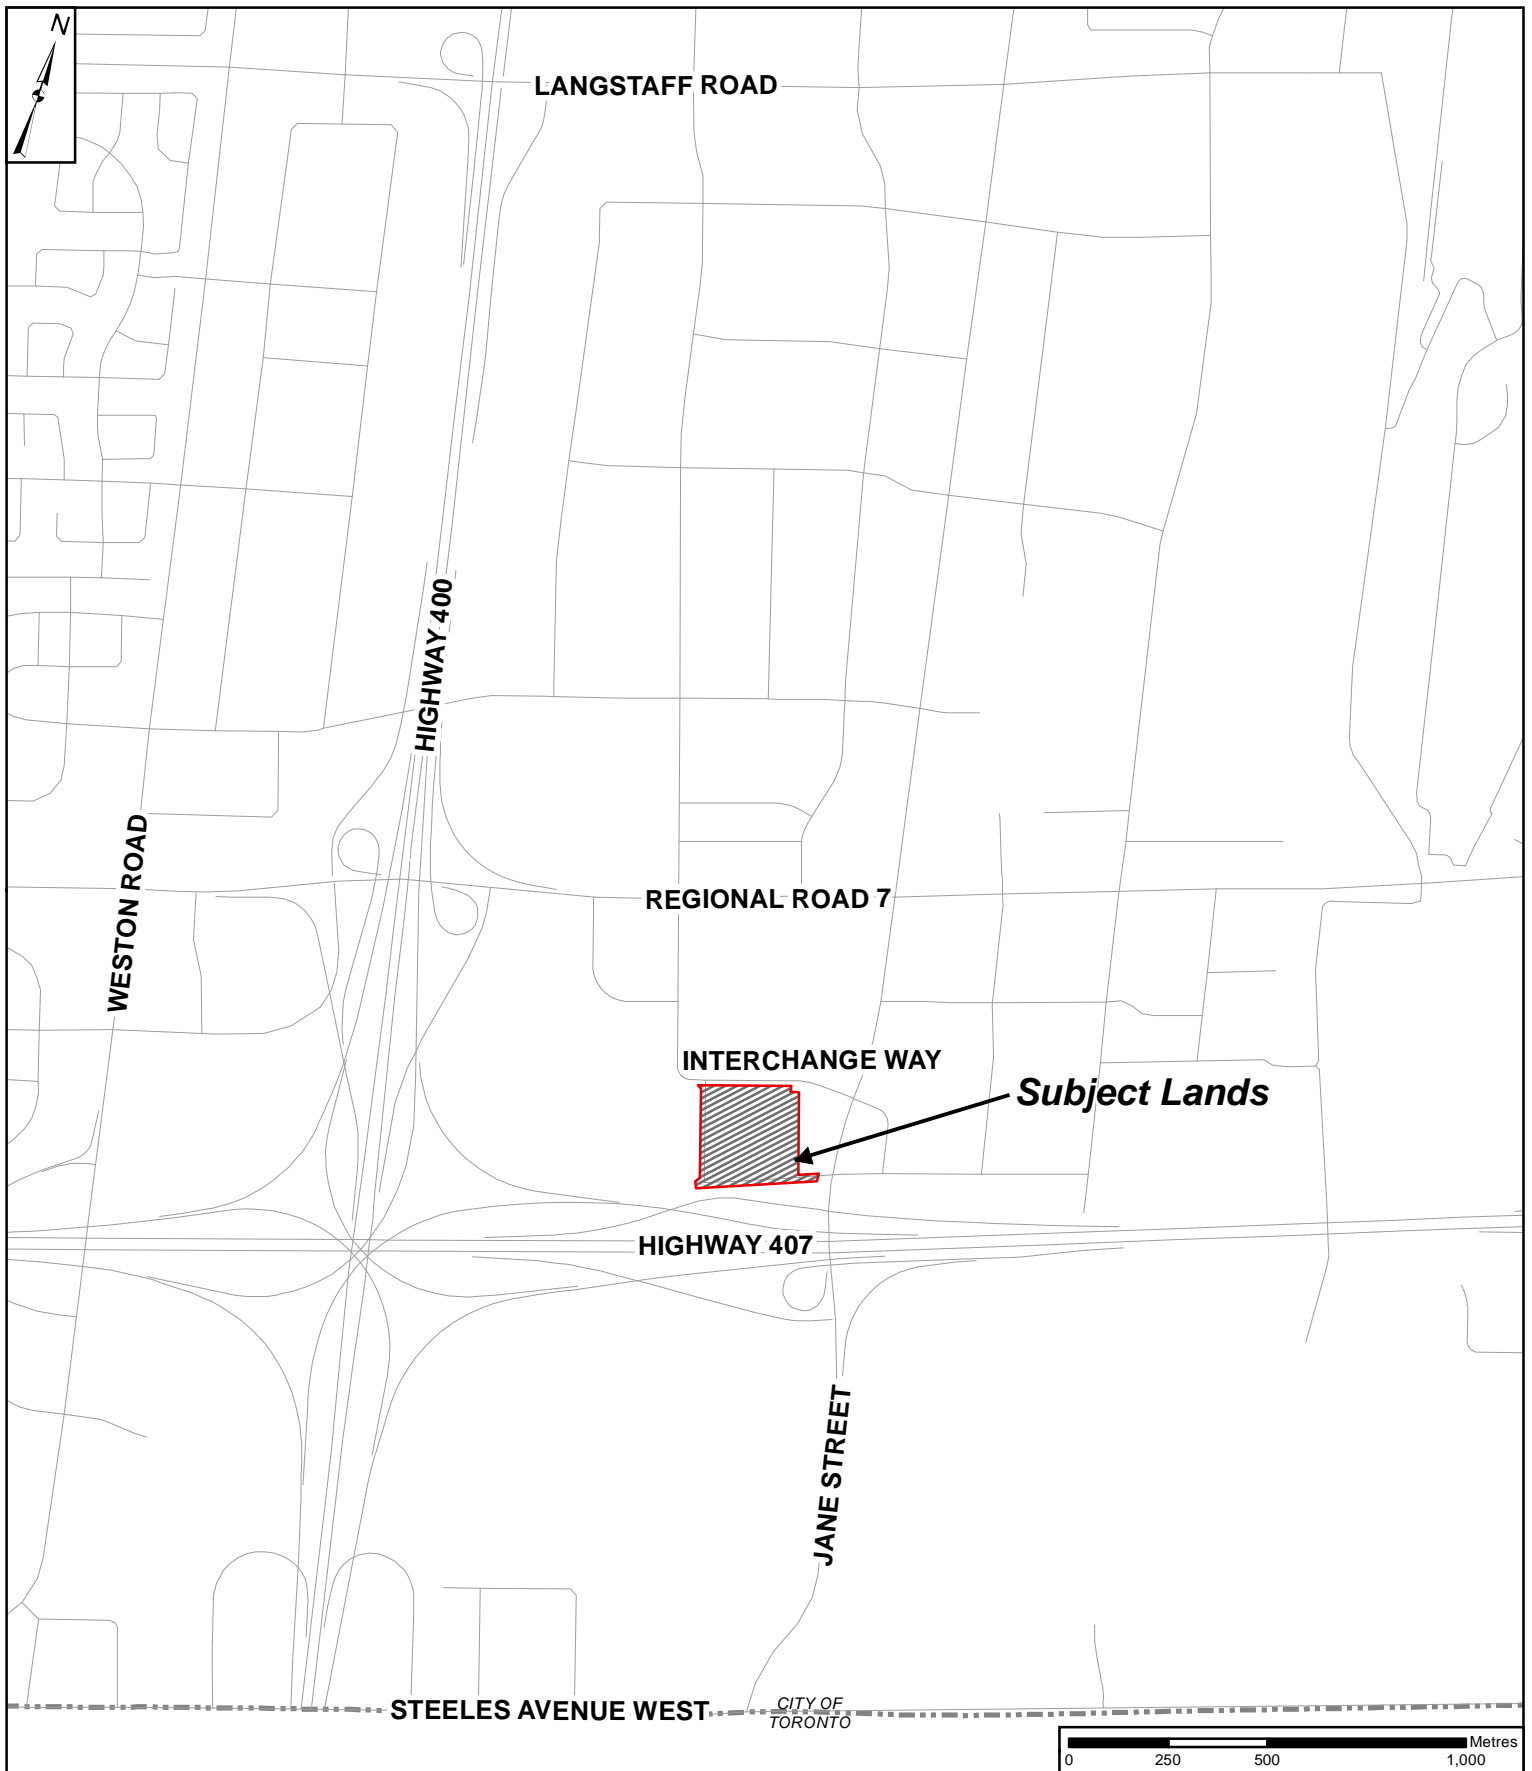 N
LANGSTAFF ROAD
HIGHWAY 400
WESTON ROAD
REGIONAL ROAD 7
INTERCHANGE WAY
Subject Lands
HIGHWAY 407
JANE STREET
STEELES AVENUE WEST
CITY OF
TORONTO
Metres
0 250 500 1,000